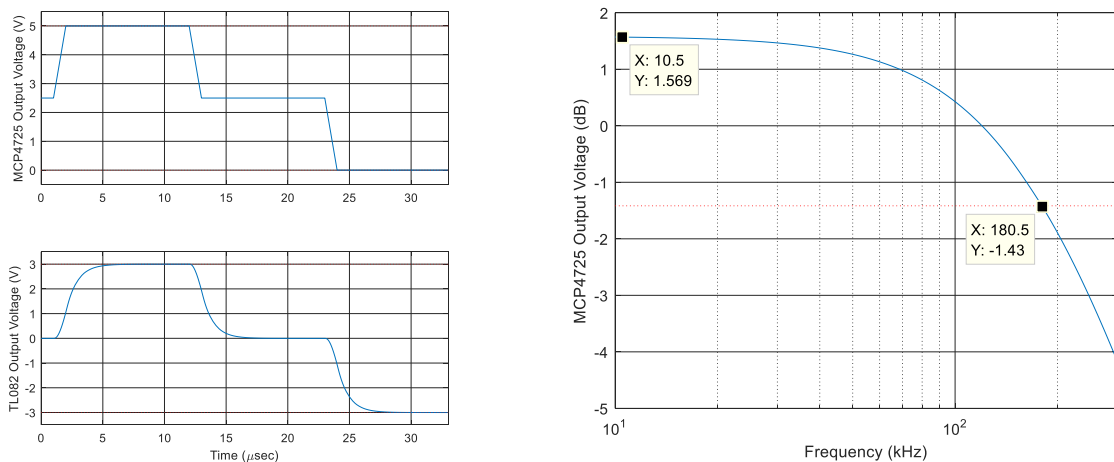 MCP4725 Output Voltage (V)
5
4
3
2
1
0
0 5 10 15 20 25 30
Time (μsec)
TL082 Output Voltage (V)
3
2
1
0
-1
-2
-3
0 5 10 15 20 25 30
Time (μsec)
MCP4725 Output Voltage (dB)
2
1
0
-1
-2
-3
-4
-5
X: 10.5
Y: 1.569
X: 180.5
Y: -1.43
10¹ 10²
Frequency (kHz)